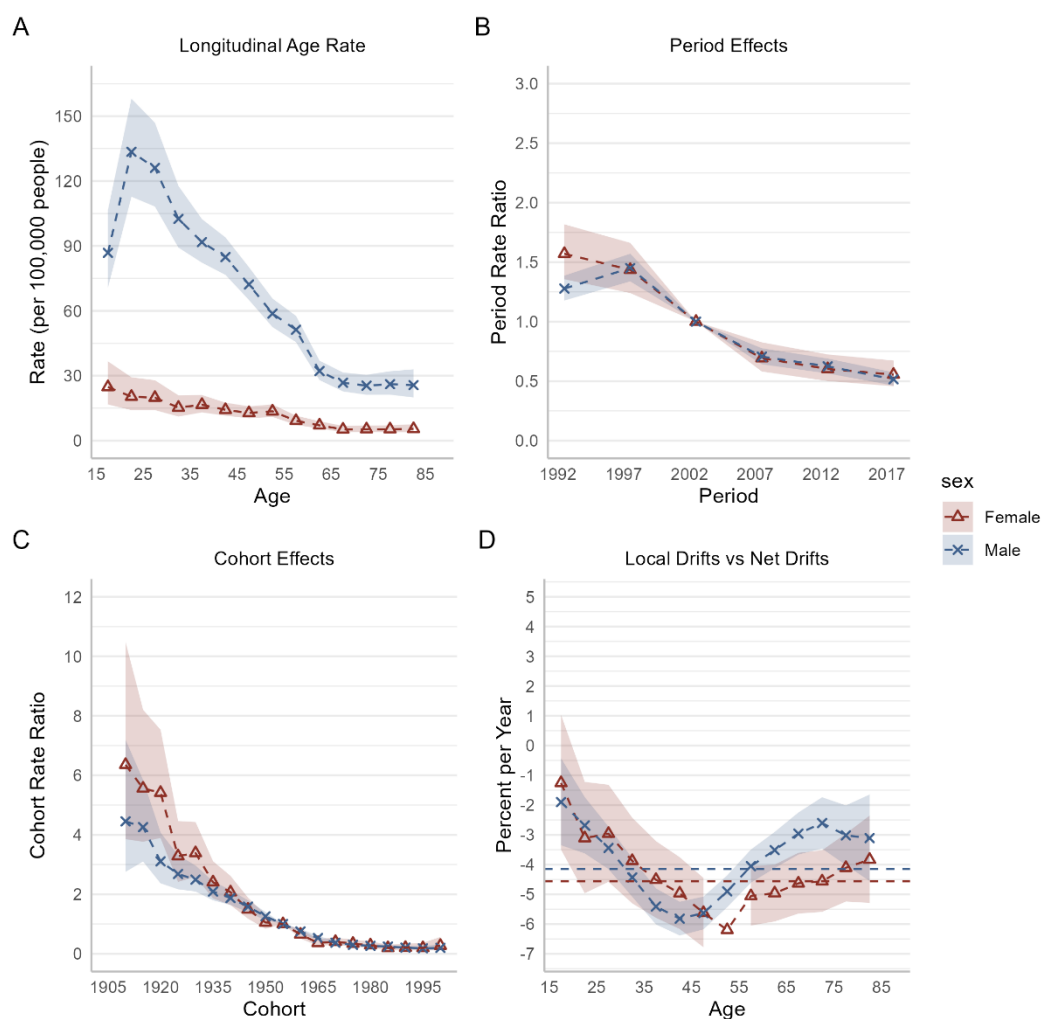 A
Longitudinal Age Rate
Rate (per 100,000 people)
150
120
90
60
30
0
15 25 35 45 55 65 75 85
Age
B
Period Effects
Period Rate Ratio
3.0
2.5
2.0
1.5
1.0
0.5
0.0
1992 1997 2002 2007 2012 2017
Period
sex
Female
Male
C
Cohort Effects
Cohort Rate Ratio
12
10
8
6
4
2
0
1905 1920 1935 1950 1965 1980 1995
Cohort
D
Local Drifts vs Net Drifts
Percent per Year
5
4
3
2
1
0
-1
-2
-3
-4
-5
-6
-7
15 25 35 45 55 65 75 85
Age